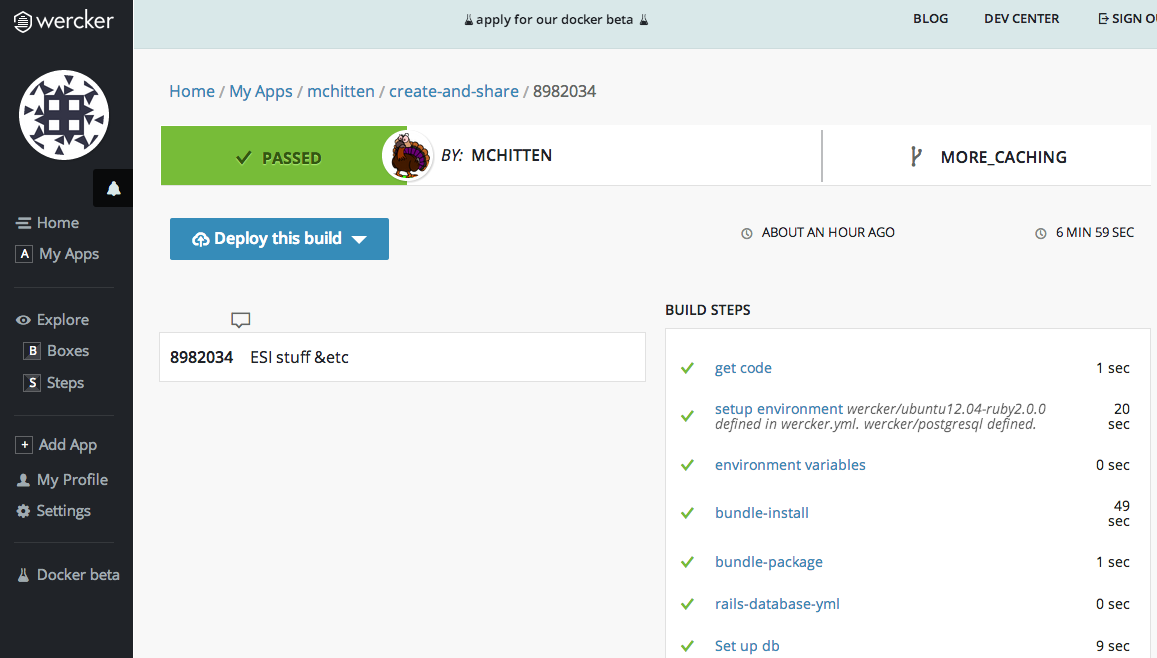 wercker
apply for our docker beta
BLOG
DEV CENTER
SIGN
Home
A My Apps
Explore
B Boxes
S Steps
+ Add App
My Profile
Settings
Docker beta
Home / My Apps / mchitten / create-and-share / 8982034
PASSED
BY: MCHITTEN
MORE_CACHING
Deploy this build
ABOUT AN HOUR AGO
6 MIN 59 SEC
8982034 ESI stuff &etc
BUILD STEPS
get code 1 sec
setup environment wercker/ubuntu12.04-ruby2.0.0 20
defined in wercker.yml. wercker/postgresql defined. sec
environment variables 0 sec
bundle-install 49
sec
bundle-package 1 sec
rails-database-yml 0 sec
Set up db 9 sec